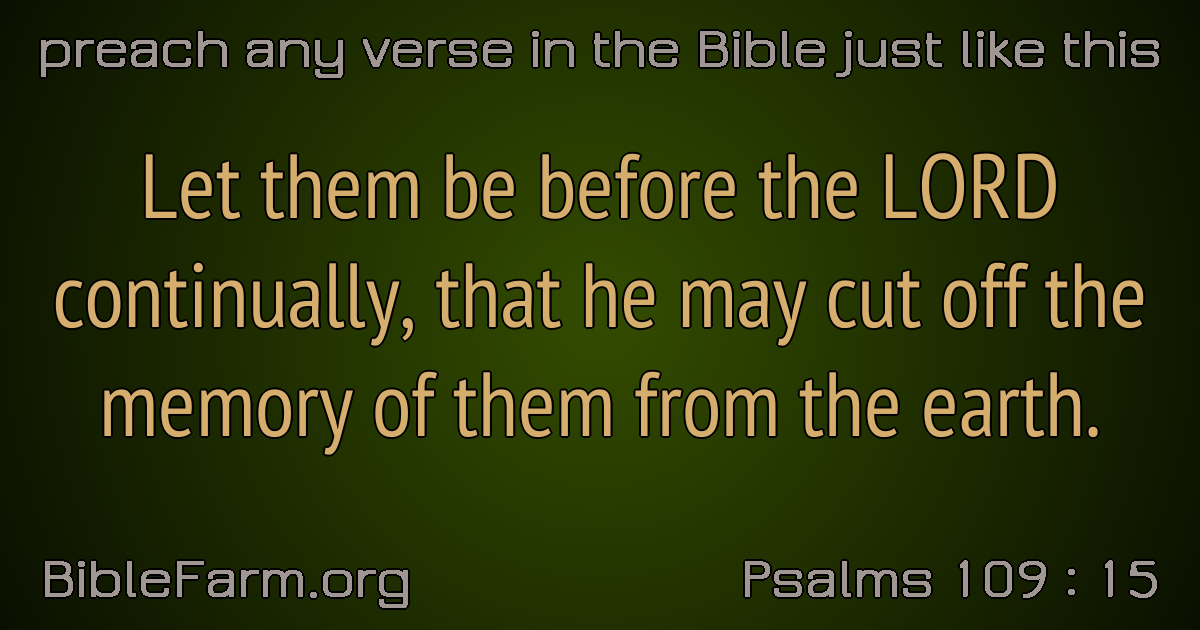 preach any verse in the Bible just like this
Let them be before the LORD
continually, that he may cut off the
memory of them from the earth.
BibleFarm.org
Psalms 109 : 15